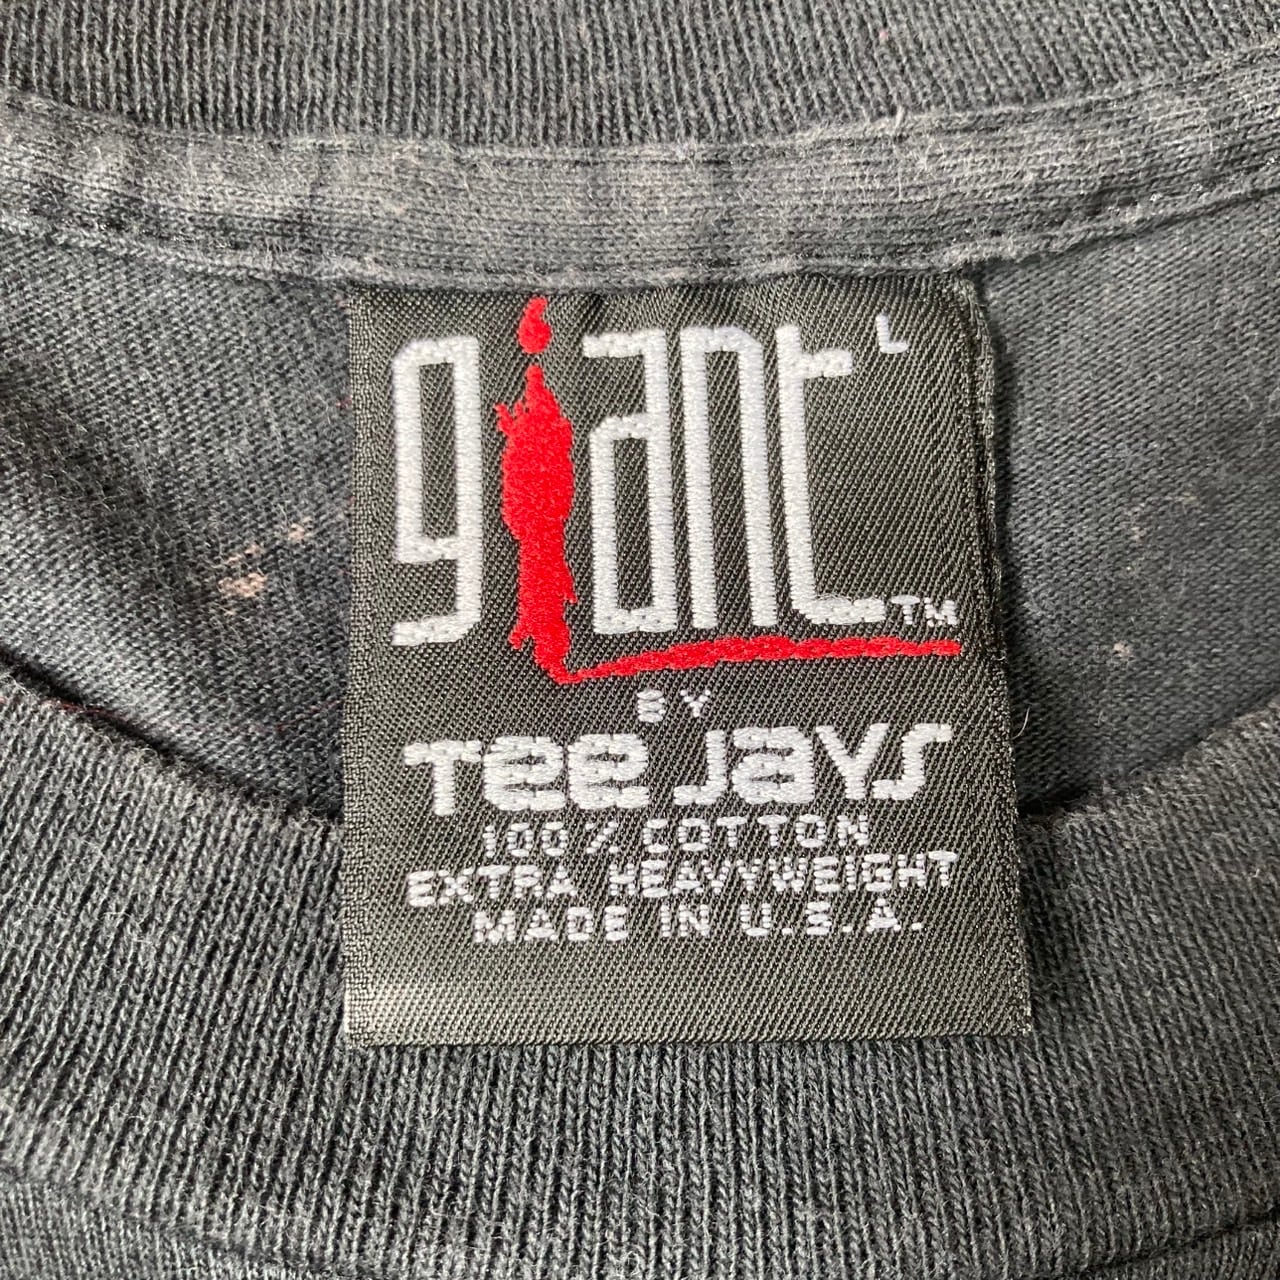 giant L
TM
BY
Tee Jays
100% COTTON
EXTRA HEAVYWEIGHT
MADE IN U.S.A.